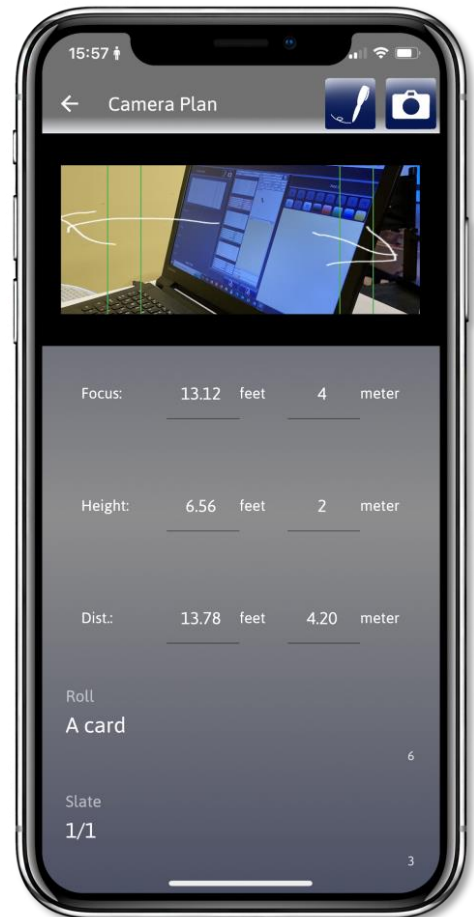 15:57
Camera Plan
Focus: 13.12 feet 4 meter
Height: 6.56 feet 2 meter
Dist.: 13.78 feet 4.20 meter
Roll
A card
6
Slate
1/1
3